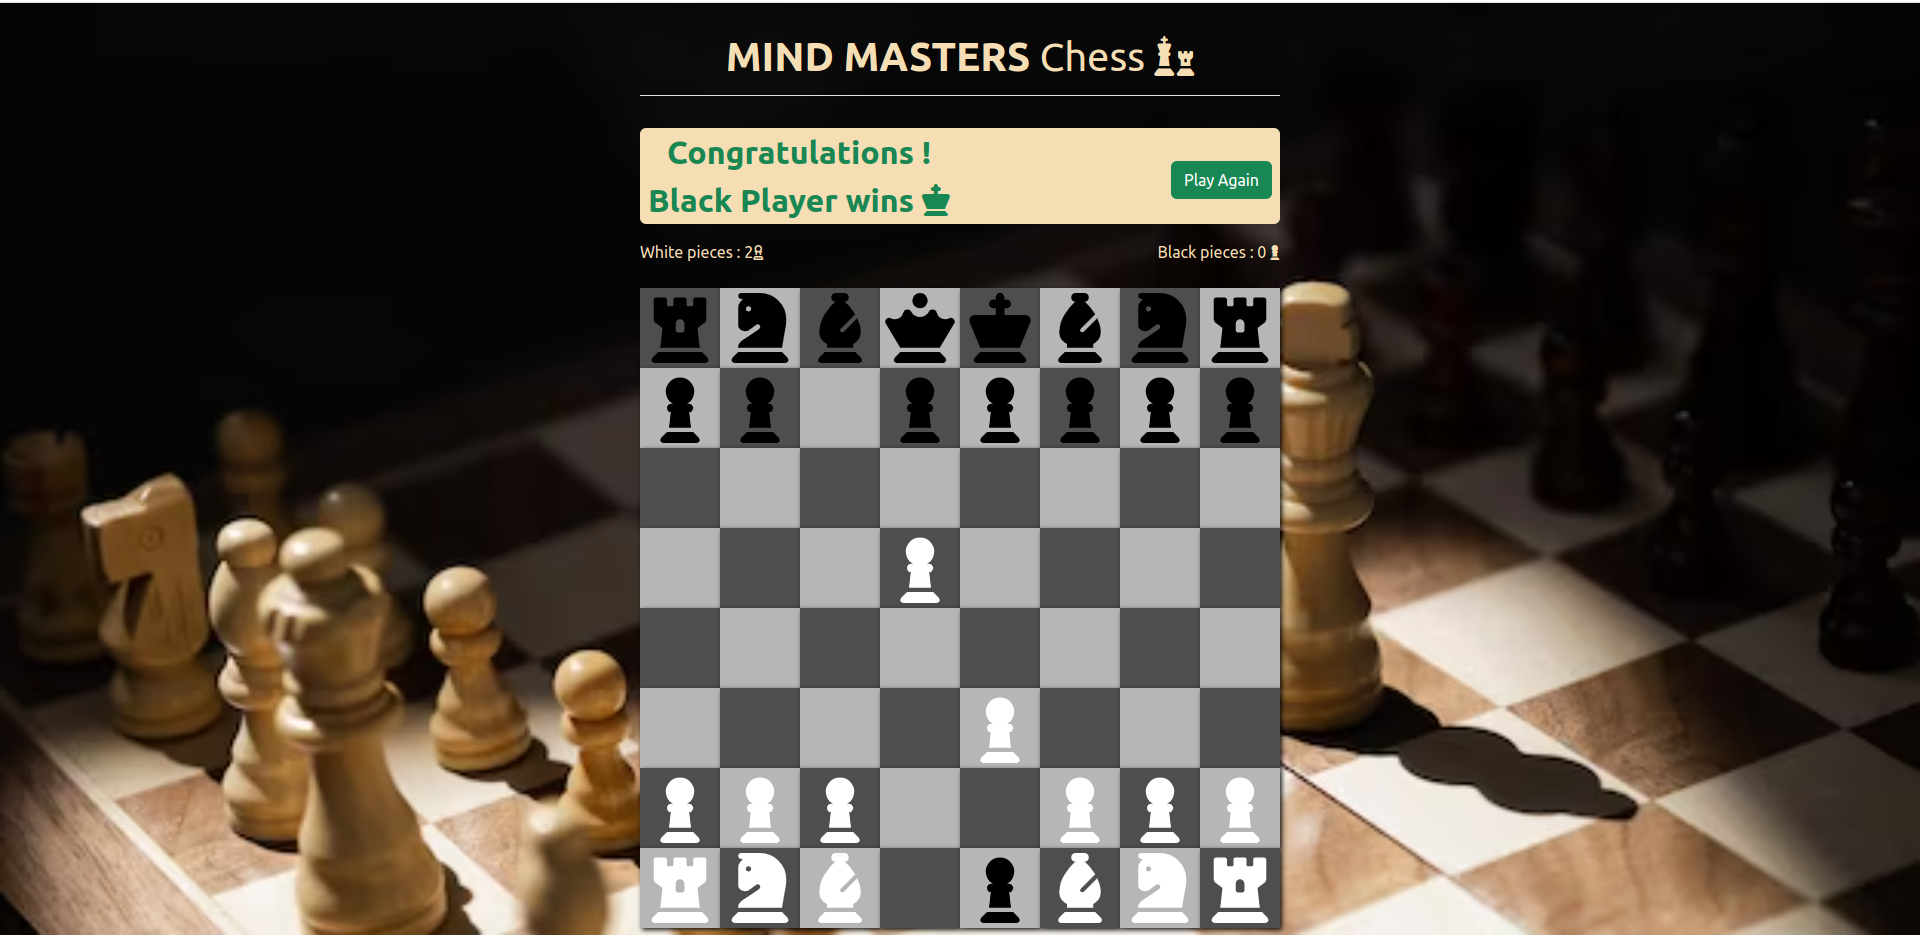 MIND MASTERS Chess
Congratulations !
Black Player wins
Play Again
White pieces : 2
Black pieces : 0